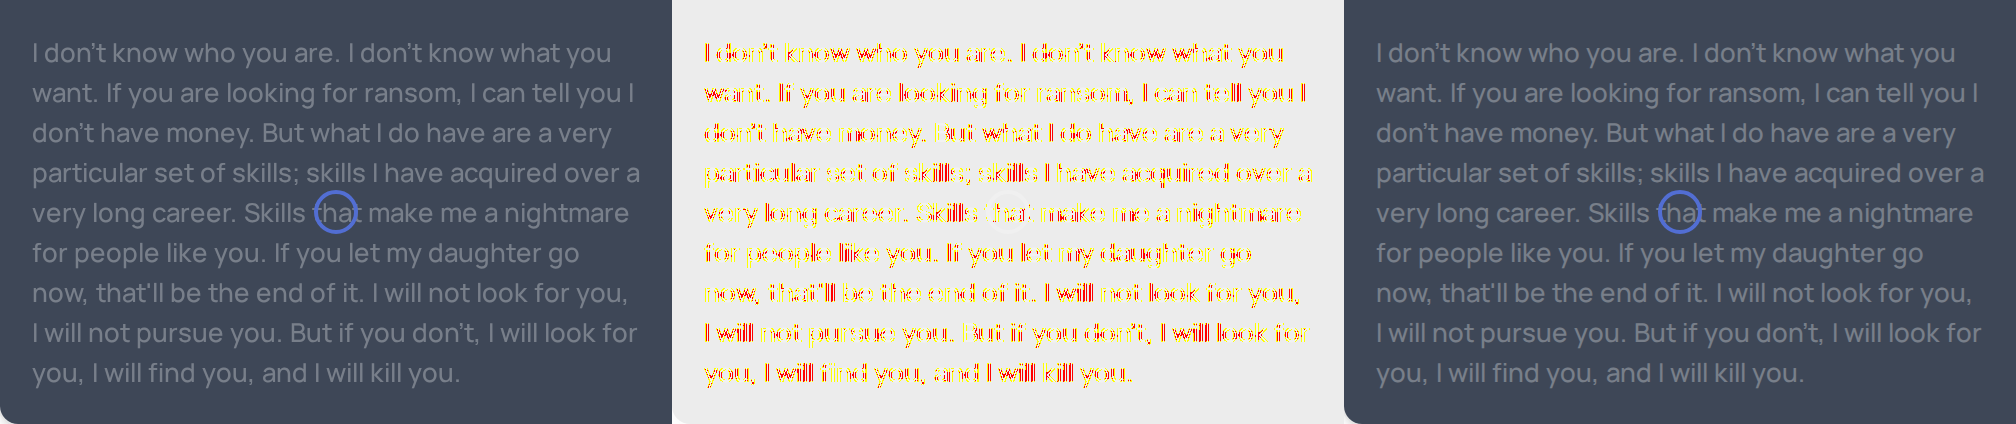 I don't know who you are. I don't know what you
want. If you are looking for ransom, I can tell you I
don't have money. But what I do have are a very
particular set of skills; skills I have acquired over a
very long career. Skills that make me a nightmare
for people like you. If you let my daughter go
now, that'll be the end of it. I will not look for you,
I will not pursue you. But if you don't, I will look for
you, I will find you, and I will kill you.
I don't know who you are. I don't know what you
want. If you are looking for ransom, I can tell you I
don't have money. But what I do have are a very
particular set of skills; skills I have acquired over a
very long career. Skills that make me a nightmare
for people like you. If you let my daughter go
now, that'll be the end of it. I will not look for you,
I will not pursue you. But if you don't, I will look for
you, I will find you, and I will kill you.
I don't know who you are. I don't know what you
want. If you are looking for ransom, I can tell you I
don't have money. But what I do have are a very
particular set of skills; skills I have acquired over a
very long career. Skills that make me a nightmare
for people like you. If you let my daughter go
now, that'll be the end of it. I will not look for you,
I will not pursue you. But if you don't, I will look for
you, I will find you, and I will kill you.